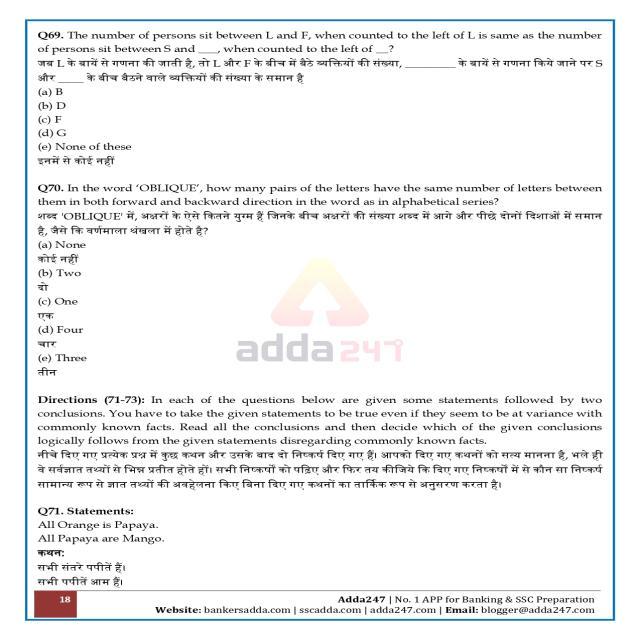 Q69. The number of persons sit between L and F, when counted to the left of L is same as the number
of persons sit between S and ___, when counted to the left of __?
जब L के बायें से गणना की जाती है, तो L और F के बीच में बैठे व्यक्तियों की संख्या, _________ के बायें से गणना किये जाने पर S
और _____ के बीच बैठने वाले व्यक्तियों की संख्या के समान है
(a) B
(b) D
(c) F
(d) G
(e) None of these
इनमें से कोई नहीं
Q70. In the word ‘OBLIQUE’, how many pairs of the letters have the same number of letters between
them in both forward and backward direction in the word as in alphabetical series?
शब्द 'OBLIQUE' में, अक्षरों के ऐसे कितने युग्म हैं जिनके बीच अक्षरों की संख्या शब्द में आगे और पीछे दोनों दिशाओं में समान
है, जैसे कि वर्णमाला श्रंखला में होते है?
(a) None
कोई नहीं
(b) Two
दो
(c) One
एक
(d) Four
चार
(e) Three
तीन
adda247
Directions (71-73): In each of the questions below are given some statements followed by two
conclusions. You have to take the given statements to be true even if they seem to be at variance with
commonly known facts. Read all the conclusions and then decide which of the given conclusions
logically follows from the given statements disregarding commonly known facts.
नीचे दिए गए प्रत्येक प्रश्न में कुछ कथन और उसके बाद दो निष्कर्ष दिए गए हैं। आपको दिए गए कथनों को सत्य मानना है, भले ही
वे सर्वज्ञात तथ्यों से भिन्न प्रतीत होते हों। सभी निष्कर्षों को पढ़िए और फिर तय कीजिये कि दिए गए निष्कर्षों में से कौन सा निष्कर्ष
सामान्य रूप से ज्ञात तथ्यों की अवहेलना किए बिना दिए गए कथनों का तार्किक रूप से अनुसरण करता है।
Q71. Statements:
All Orange is Papaya.
All Papaya are Mango.
कथन:
सभी संतरे पपीतें हैं।
सभी पपीतें आम हैं।
18 Adda247 | No. 1 APP for Banking & SSC Preparation
Website: bankersadda.com | sscadda.com | adda247.com | Email: blogger@adda247.com